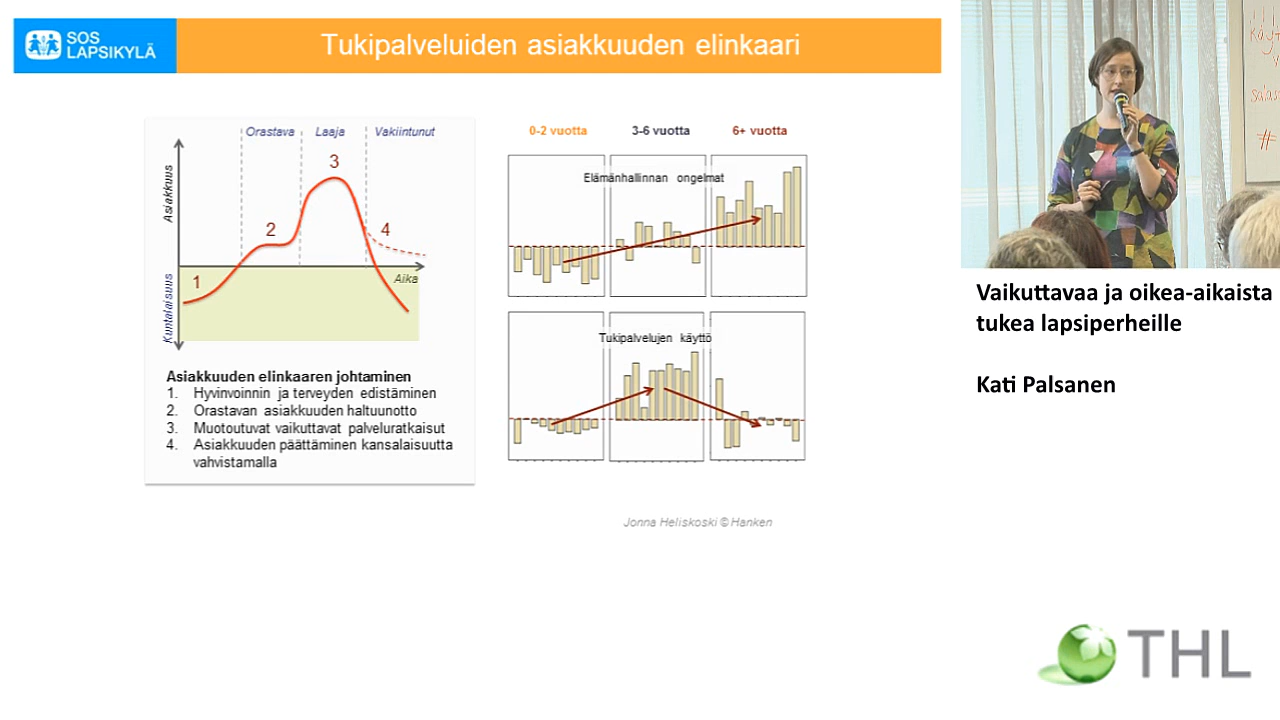 SOS
LAPSIKYLÄ
Tukipalveluiden asiakkuuden elinkaari
Orastava
Laaja
Vakiintunut
Asiakkuus
Kuntalaisuus
1
2
3
4
Aika
Asiakkuuden elinkaaren johtaminen
1. Hyvinvoinnin ja terveyden edistäminen
2. Orastavan asiakkuuden haltuunotto
3. Muotoutuvat vaikuttavat palveluratkaisut
4. Asiakkuuden päättäminen kansalaisuutta
vahvistamalla
0-2 vuotta
3-6 vuotta
6+ vuotta
Elämänhallinnan ongelmat
Tukipalvelujen käyttö
Jonna Heliskoski © Hanken
#
Vaikuttavaa ja oikea-aikaista
tukea lapsiperheille
Kati Palsanen
THL